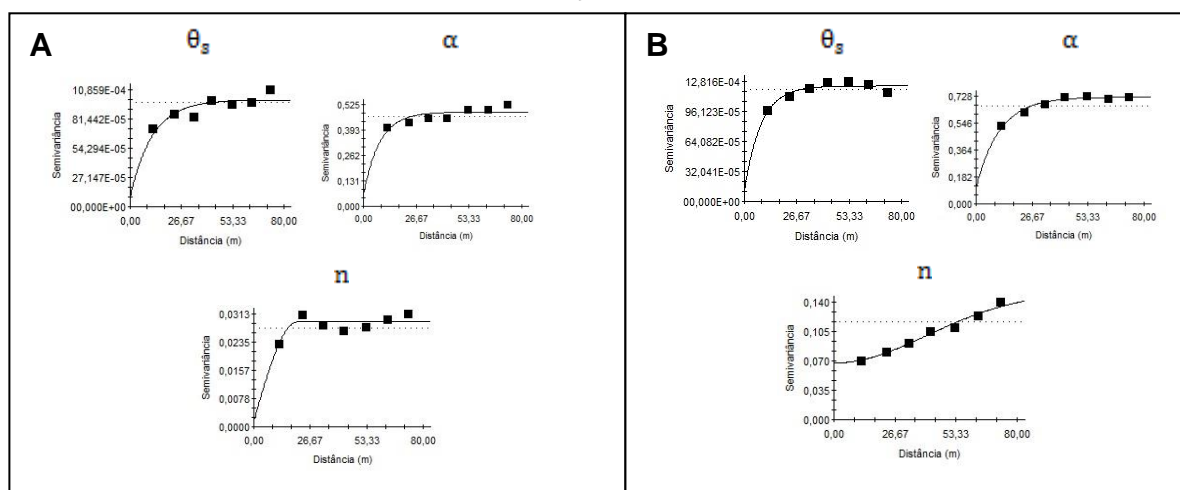 A
θs
α
10,859E-04
81,442E-05
54,294E-05
27,147E-05
00,000E+00
Semivariância
0,00 26,67 53,33 80,00
Distância (m)
0,525
0,393
0,262
0,131
0,000
Semivariância
0,00 26,67 53,33 80,00
Distância (m)
n
0,0313
0,0235
0,0157
0,0078
0,0000
Semivariância
0,00 26,67 53,33 80,00
Distância (m)
B
θs
α
12,816E-04
96,123E-05
64,082E-05
32,041E-05
00,000E+00
Semivariância
0,00 26,67 53,33 80,00
Distância (m)
0,728
0,546
0,364
0,182
0,000
Semivariância
0,00 26,67 53,33 80,00
Distância (m)
n
0,140
0,105
0,070
0,035
0,000
Semivariância
0,00 26,67 53,33 80,00
Distância (m)